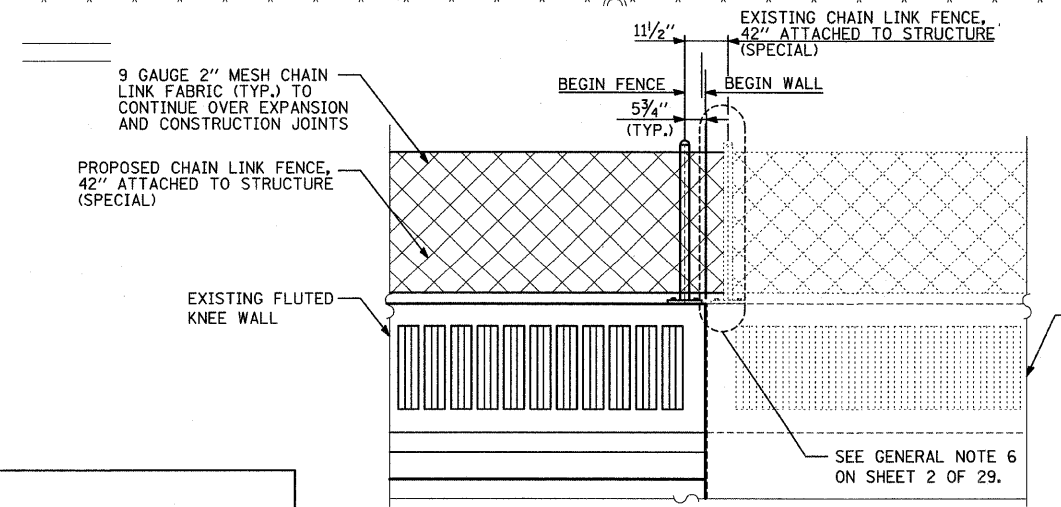 11½"
EXISTING CHAIN LINK FENCE,
42" ATTACHED TO STRUCTURE
(SPECIAL)
9 GAUGE 2" MESH CHAIN
LINK FABRIC (TYP.) TO
CONTINUE OVER EXPANSION
AND CONSTRUCTION JOINTS
BEGIN FENCE
BEGIN WALL
5¾"
(TYP.)
PROPOSED CHAIN LINK FENCE,
42" ATTACHED TO STRUCTURE
(SPECIAL)
EXISTING FLUTED
KNEE WALL
SEE GENERAL NOTE 6
ON SHEET 2 OF 29.